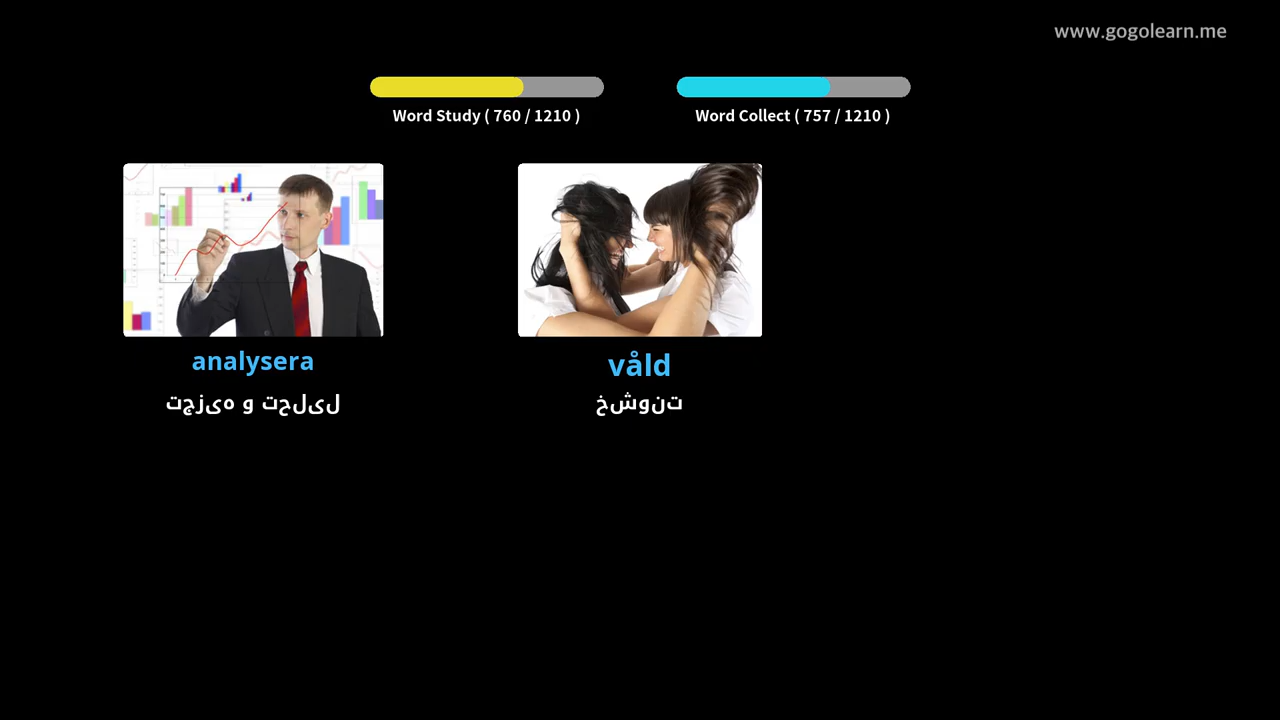 www.gogolearn.me
Word Study ( 760 / 1210 )
Word Collect ( 757 / 1210 )
analysera
تجزیه و تحلیل
våld
خشونت